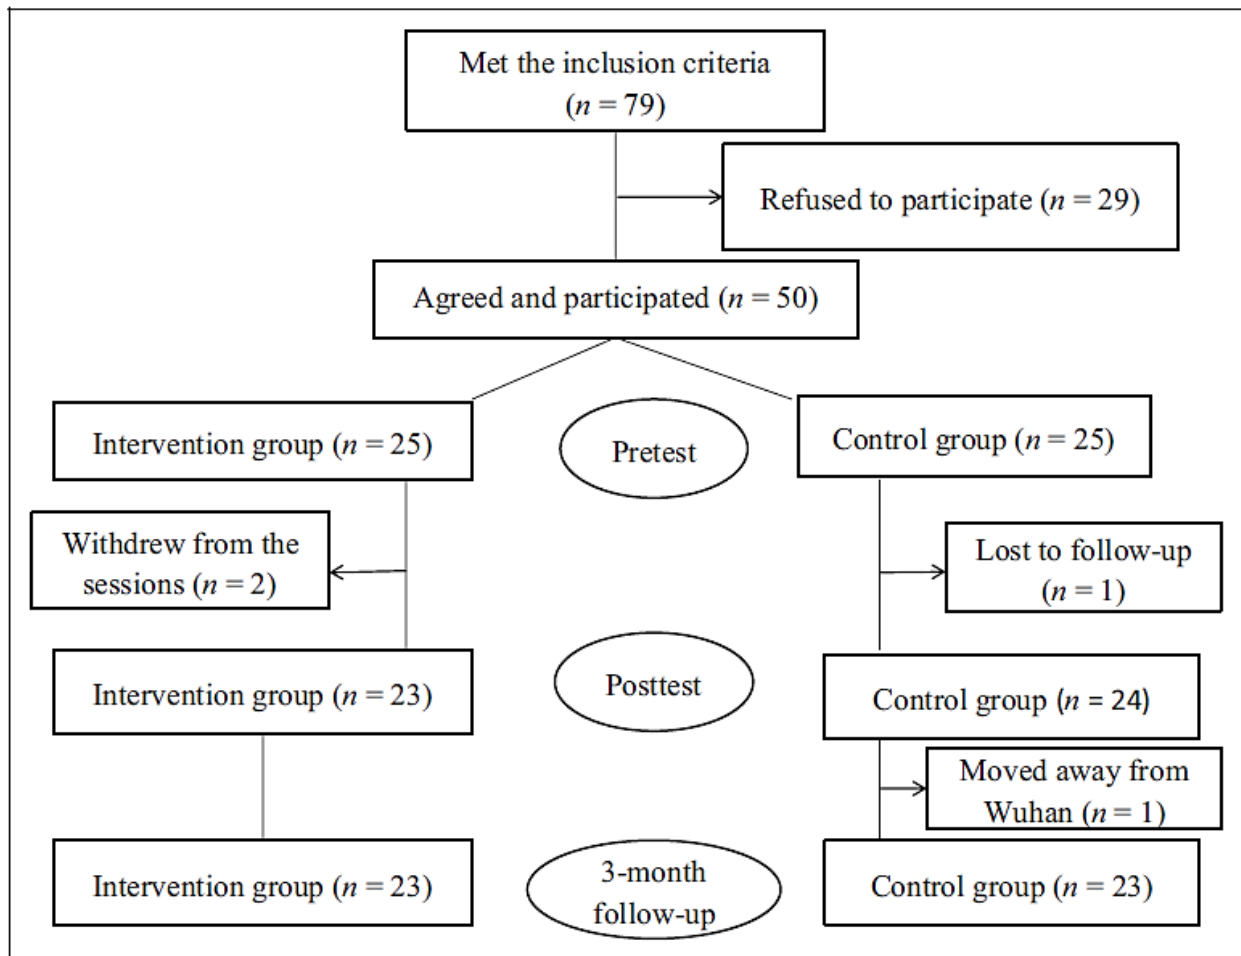 Met the inclusion criteria
(n = 79)
Refused to participate (n = 29)
Agreed and participated (n = 50)
Intervention group (n = 25)
Pretest
Control group (n = 25)
Withdrew from the
sessions (n = 2)
Lost to follow-up
(n = 1)
Intervention group (n = 23)
Posttest
Control group (n = 24)
Moved away from
Wuhan (n = 1)
Intervention group (n = 23)
3-month
follow-up
Control group (n = 23)